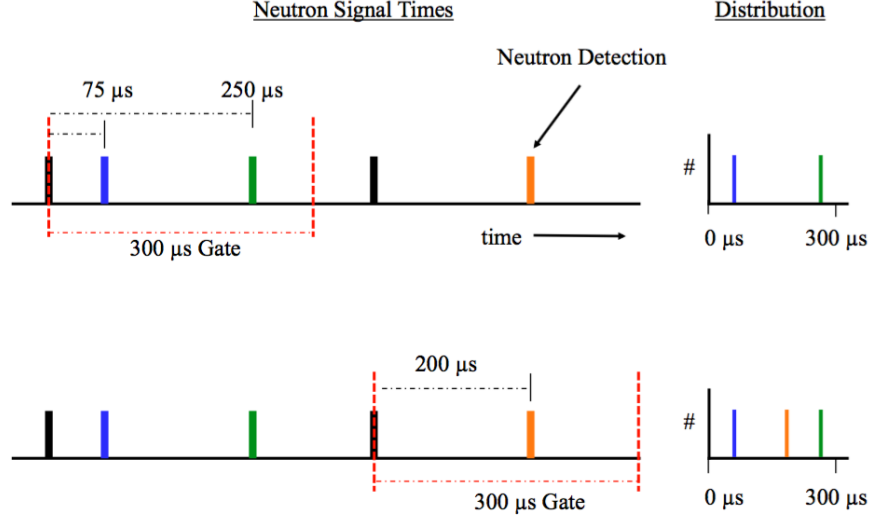 Neutron Signal Times
Distribution
Neutron Detection
75 µs
250 µs
#
300 µs Gate
time
0 µs
300 µs
200 µs
#
300 µs Gate
0 µs
300 µs